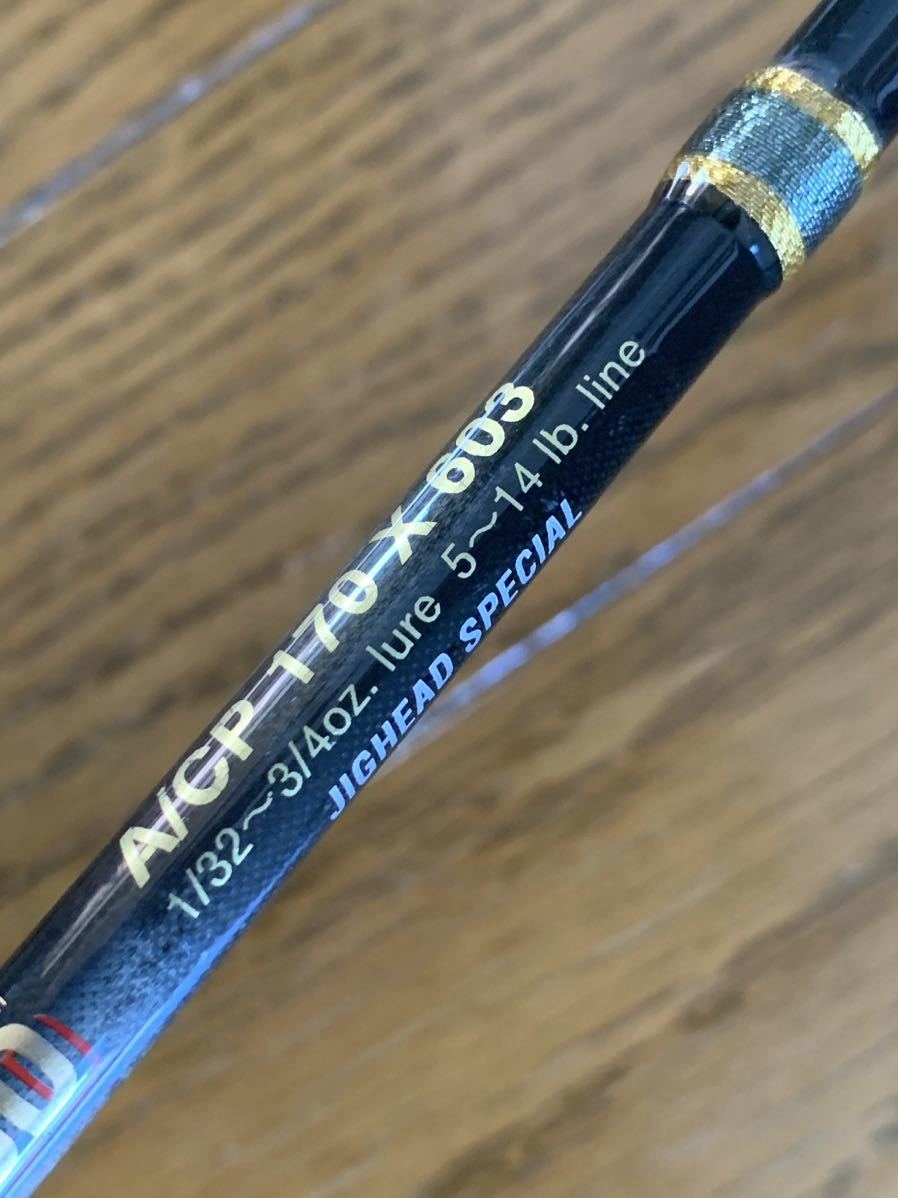 A/CP 170 X 603
1/32～3/4oz. lure 5～14 lb. line
JIGHEAD SPECIAL